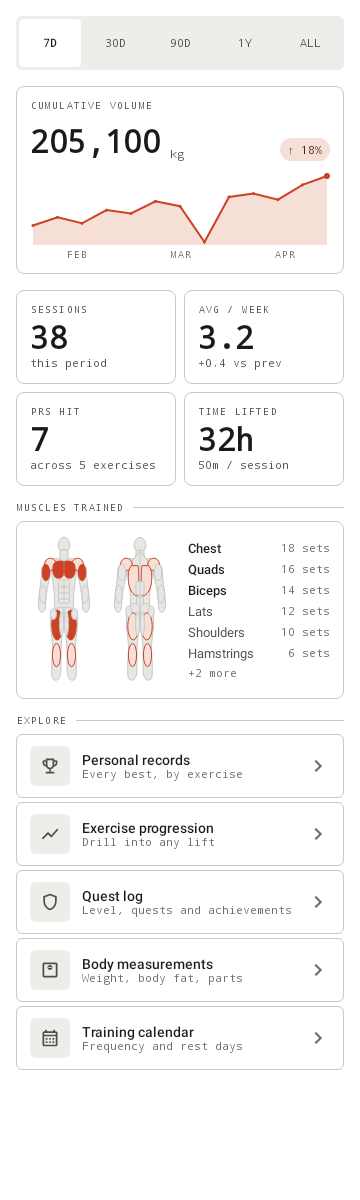 7D 30D 90D 1Y ALL
CUMULATIVE VOLUME
205,100 kg
↑ 18%
FEB MAR APR
SESSIONS
38
this period
AVG / WEEK
3.2
+0.4 vs prev
PRS HIT
7
across 5 exercises
TIME LIFTED
32h
50m / session
MUSCLES TRAINED
Chest 18 sets
Quads 16 sets
Biceps 14 sets
Lats 12 sets
Shoulders 10 sets
Hamstrings 6 sets
+2 more
EXPLORE
Personal records
Every best, by exercise
Exercise progression
Drill into any lift
Quest log
Level, quests and achievements
Body measurements
Weight, body fat, parts
Training calendar
Frequency and rest days